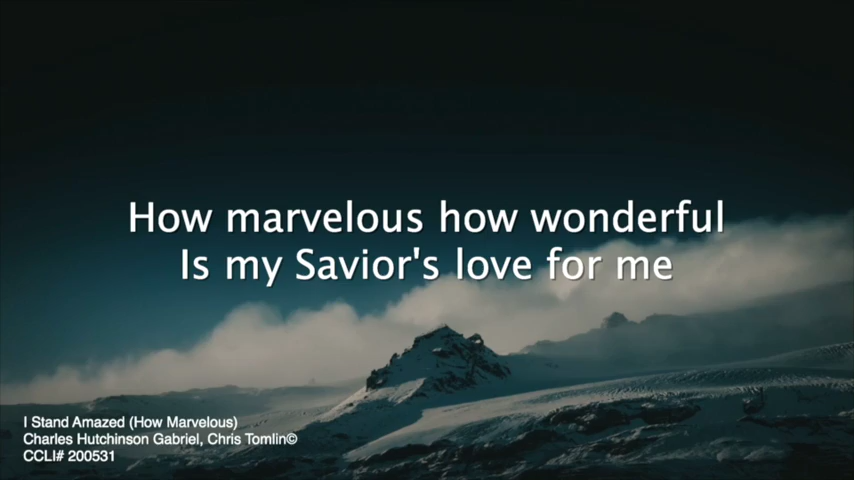 How marvelous how wonderful
Is my Savior's love for me
I Stand Amazed (How Marvelous)
Charles Hutchinson Gabriel, Chris Tomlin©
CCLI# 200531